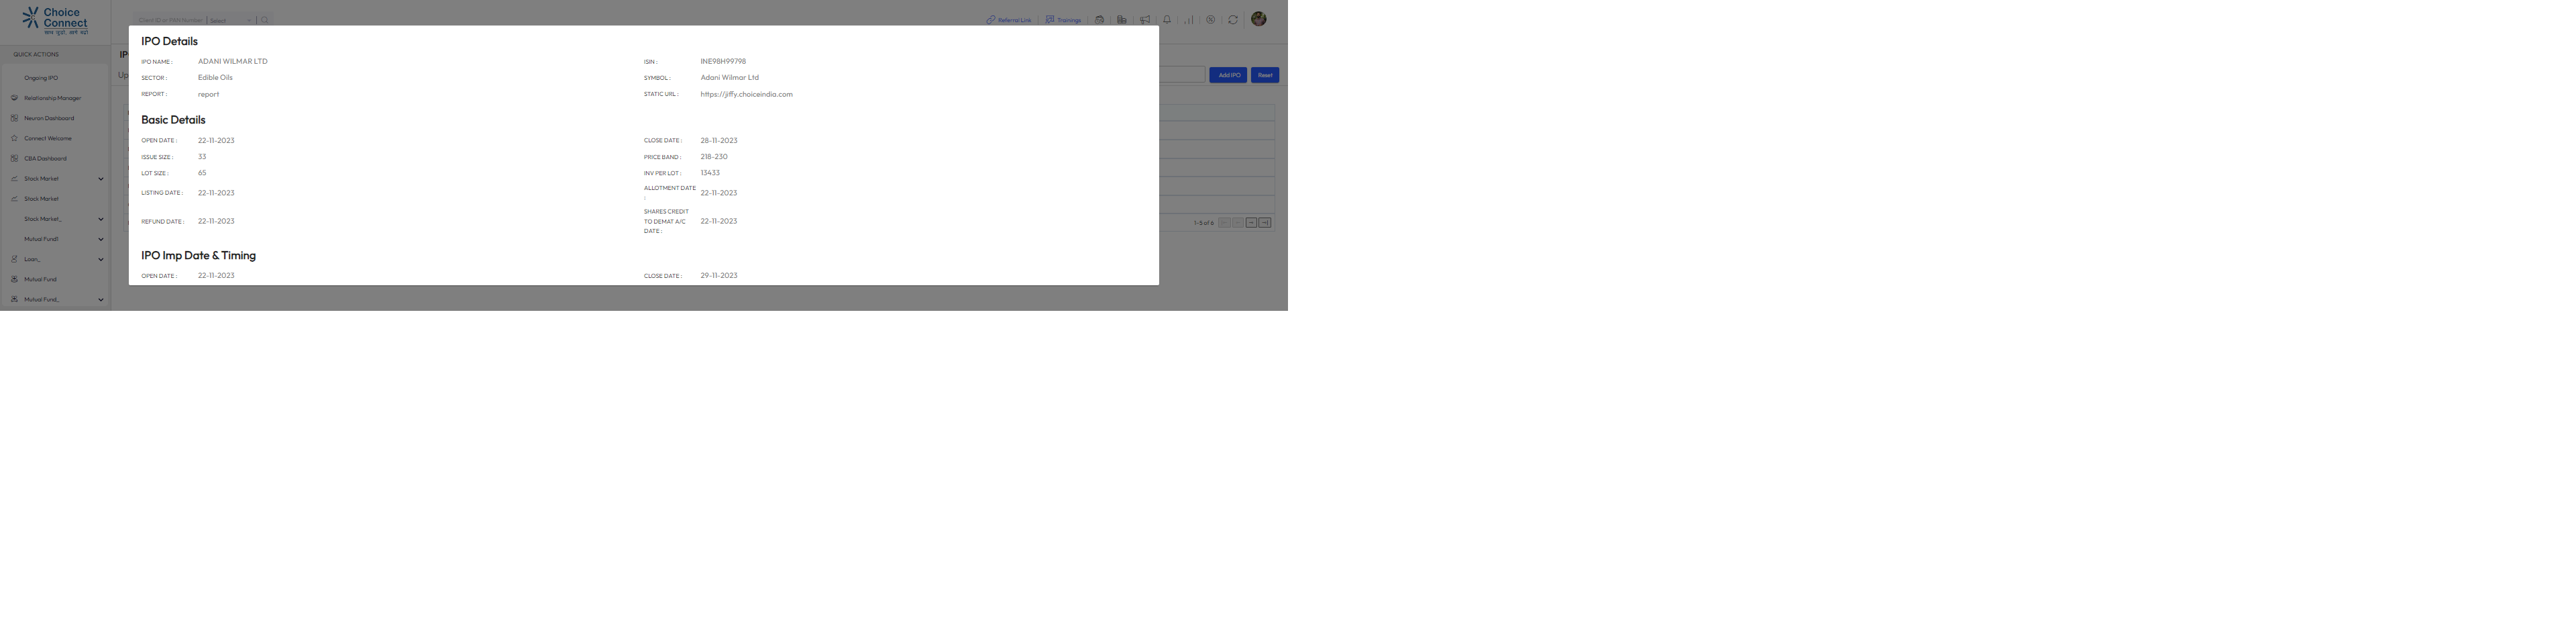 Choice
Connect
साथ जुड़ो, आगे बढ़ो
Client ID or PAN Number Select
Referral Link
Trainings
QUICK ACTIONS
Ongoing IPO
Relationship Manager
Neuron Dashboard
Connect Welcome
CBA Dashboard
Stock Market
Stock Market
Stock Market_
Mutual Fund1
Loan_
Mutual Fund
Mutual Fund_
IP
Up
Add IPO
Reset
1-5 of 6
IPO Details
IPO NAME : ADANI WILMAR LTD
ISIN : INE98H99798
SECTOR : Edible Oils
SYMBOL : Adani Wilmar Ltd
REPORT : report
STATIC URL : https://jiffy.choiceindia.com
Basic Details
OPEN DATE : 22-11-2023
CLOSE DATE : 28-11-2023
ISSUE SIZE : 33
PRICE BAND : 218-230
LOT SIZE : 65
INV PER LOT : 13433
LISTING DATE : 22-11-2023
ALLOTMENT DATE
: 22-11-2023
REFUND DATE : 22-11-2023
SHARES CREDIT
TO DEMAT A/C 22-11-2023
DATE :
IPO Imp Date & Timing
OPEN DATE : 22-11-2023
CLOSE DATE : 29-11-2023